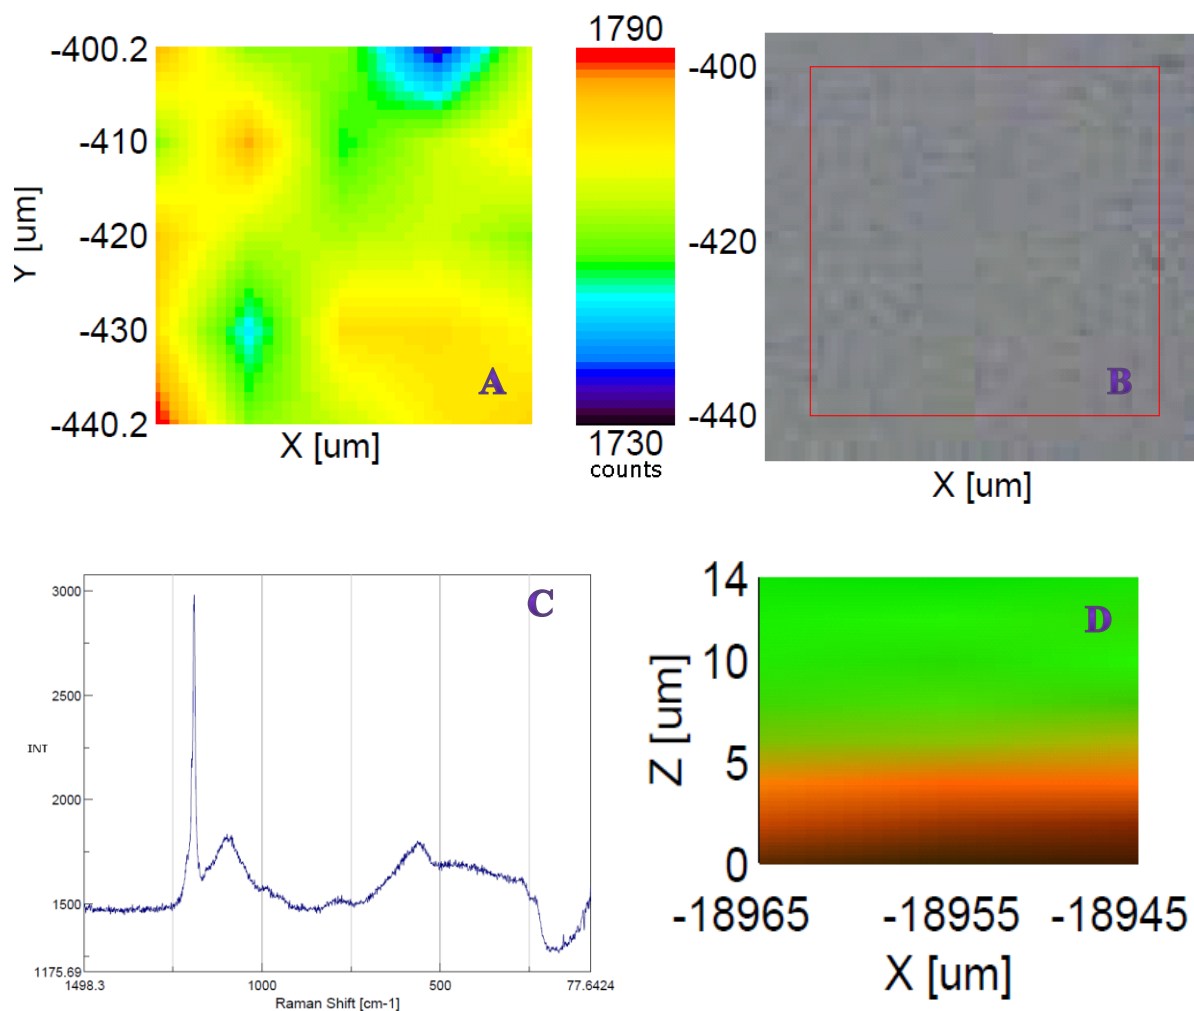 1790
-400.2
-410
-420
-430
-440.2
Y [um]
X [um]
A
1730
counts
-400
-420
-440
B
X [um]
3000
2500
INT
2000
1500
1175.69
1498.3
1000
500
77.6424
Raman Shift [cm-1]
C
14
10
5
0
Z [um]
D
-18965
-18955
-18945
X [um]